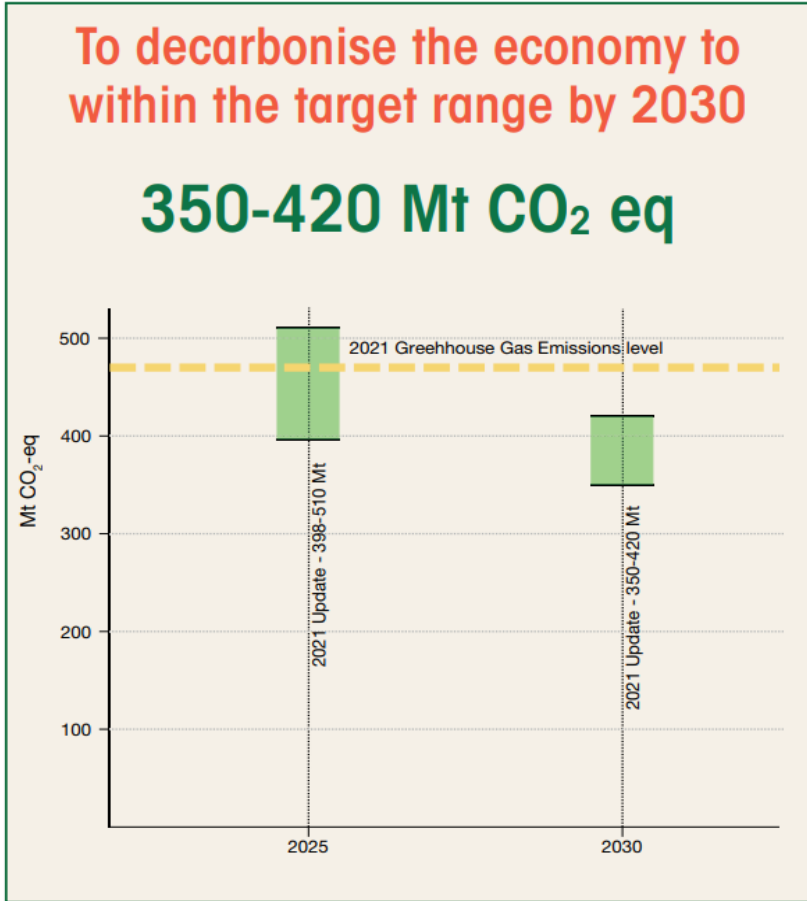 To decarbonise the economy to
within the target range by 2030
350-420 Mt CO₂ eq
500
400
300
200
100
Mt CO₂-eq
2021 Greehhouse Gas Emissions level
2021 Update - 398-510 Mt
2021 Update - 350-420 Mt
2025
2030